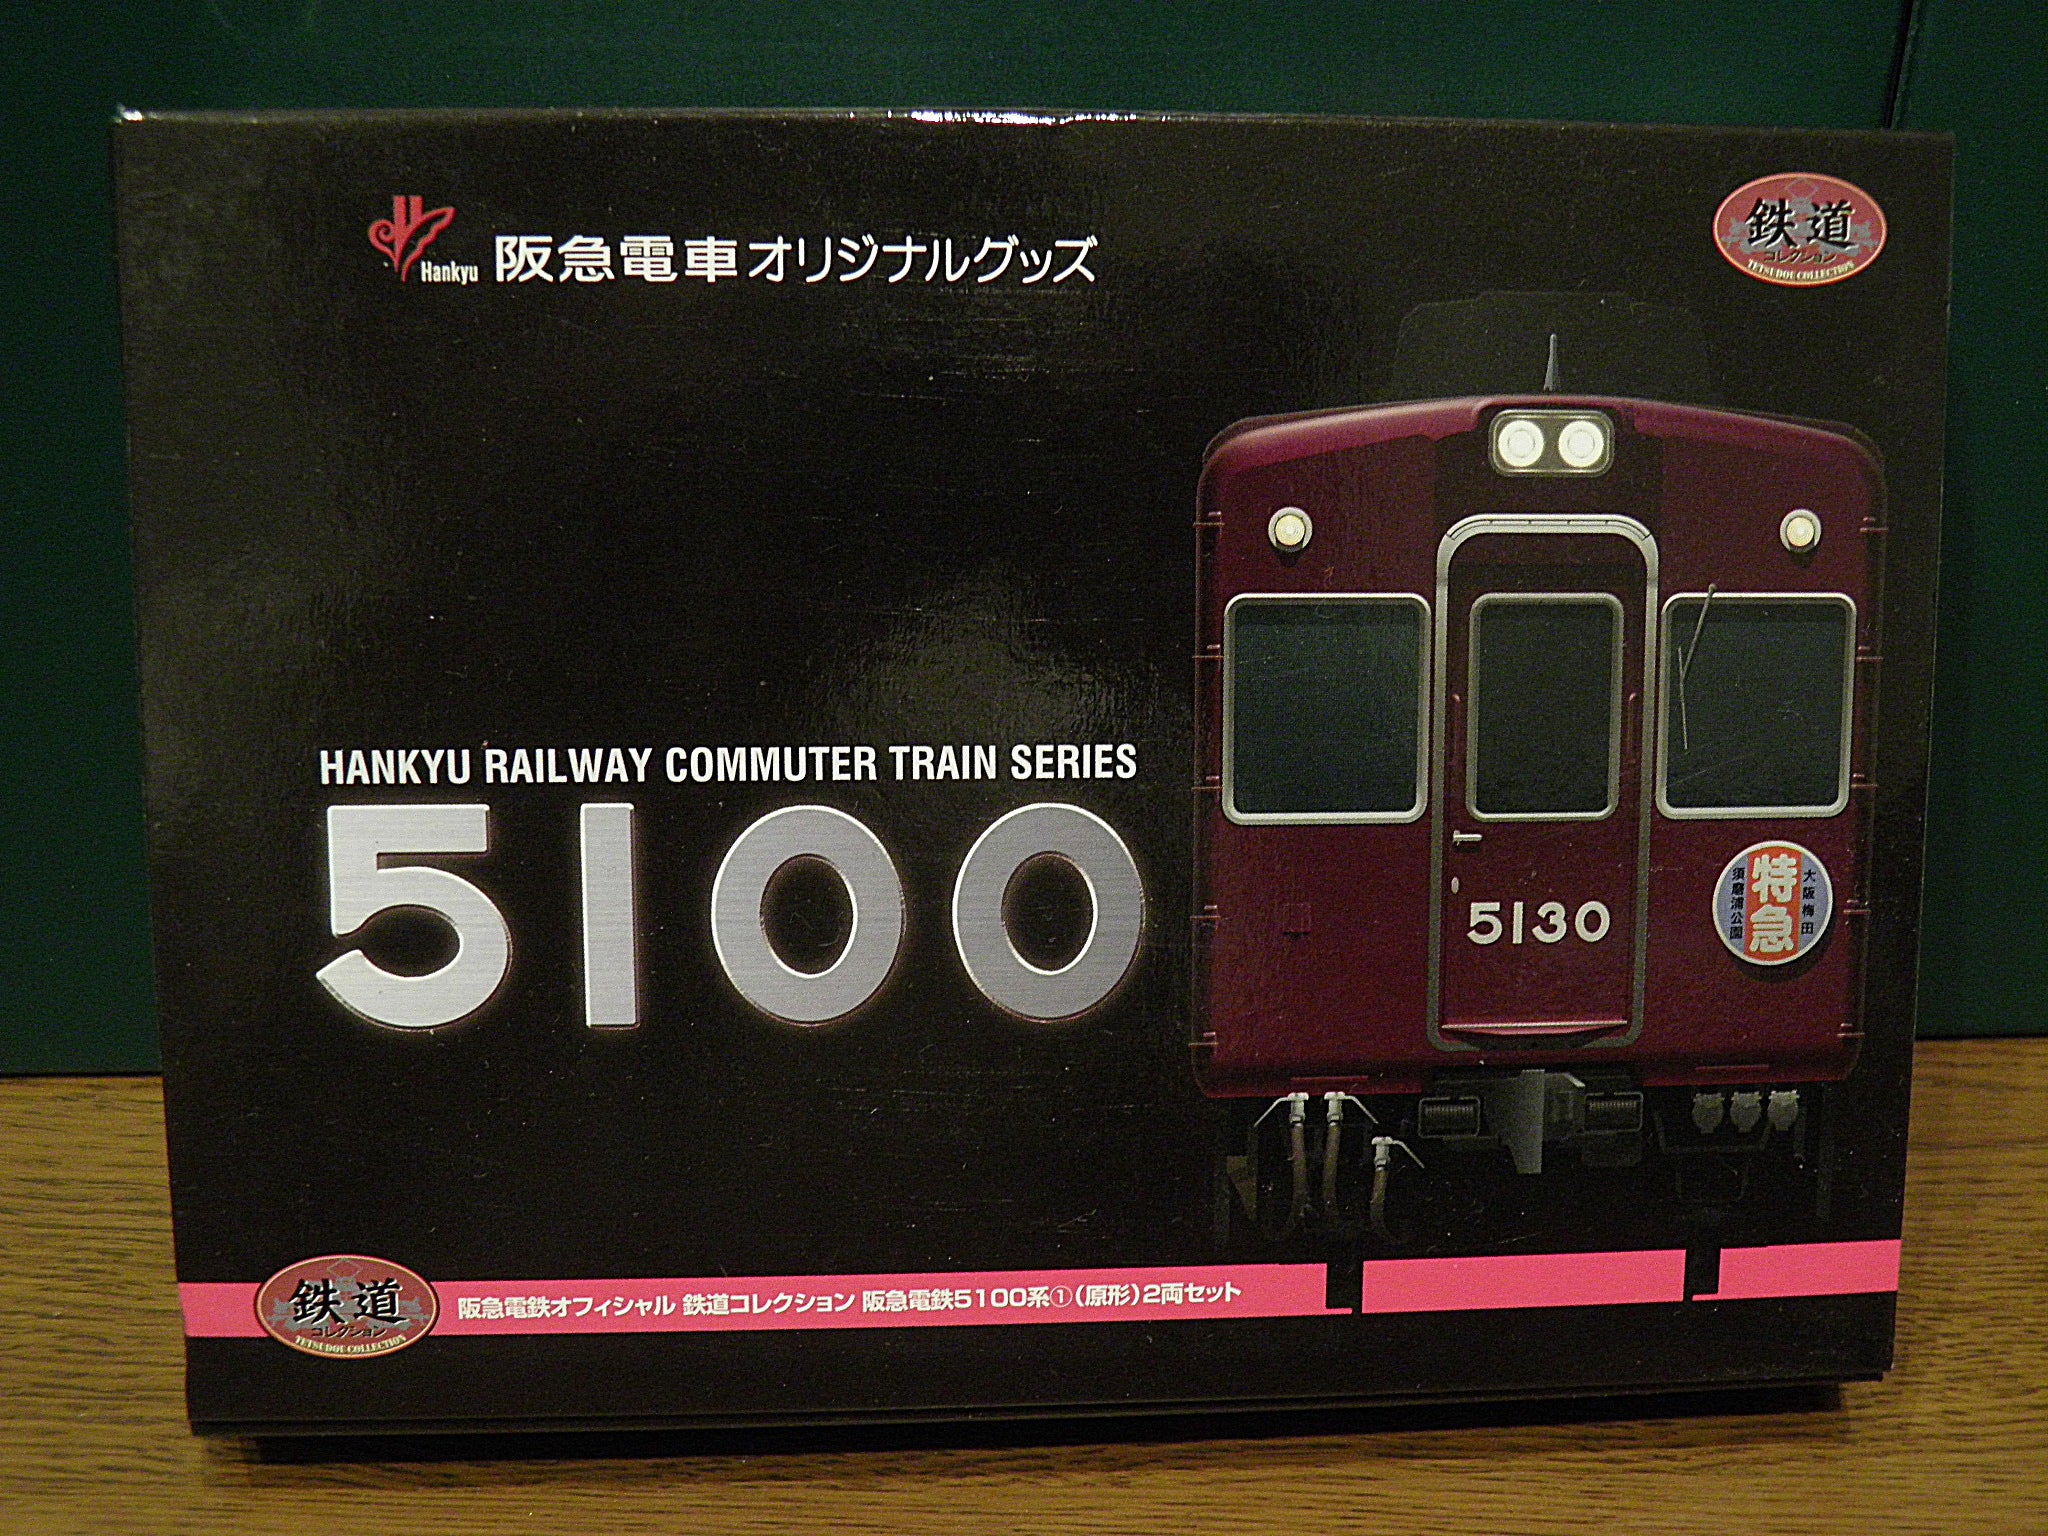 Hankyu 阪急電車オリジナルグッズ
鉄道
コレクション
TETSUDOU COLLECTION
HANKYU RAILWAY COMMUTER TRAIN SERIES
5100
特急
大阪梅田
須磨浦公園
5130
鉄道
コレクション
TETSUDOU COLLECTION
阪急電鉄オフィシャル 鉄道コレクション 阪急電鉄5100系①(原形)2両セット